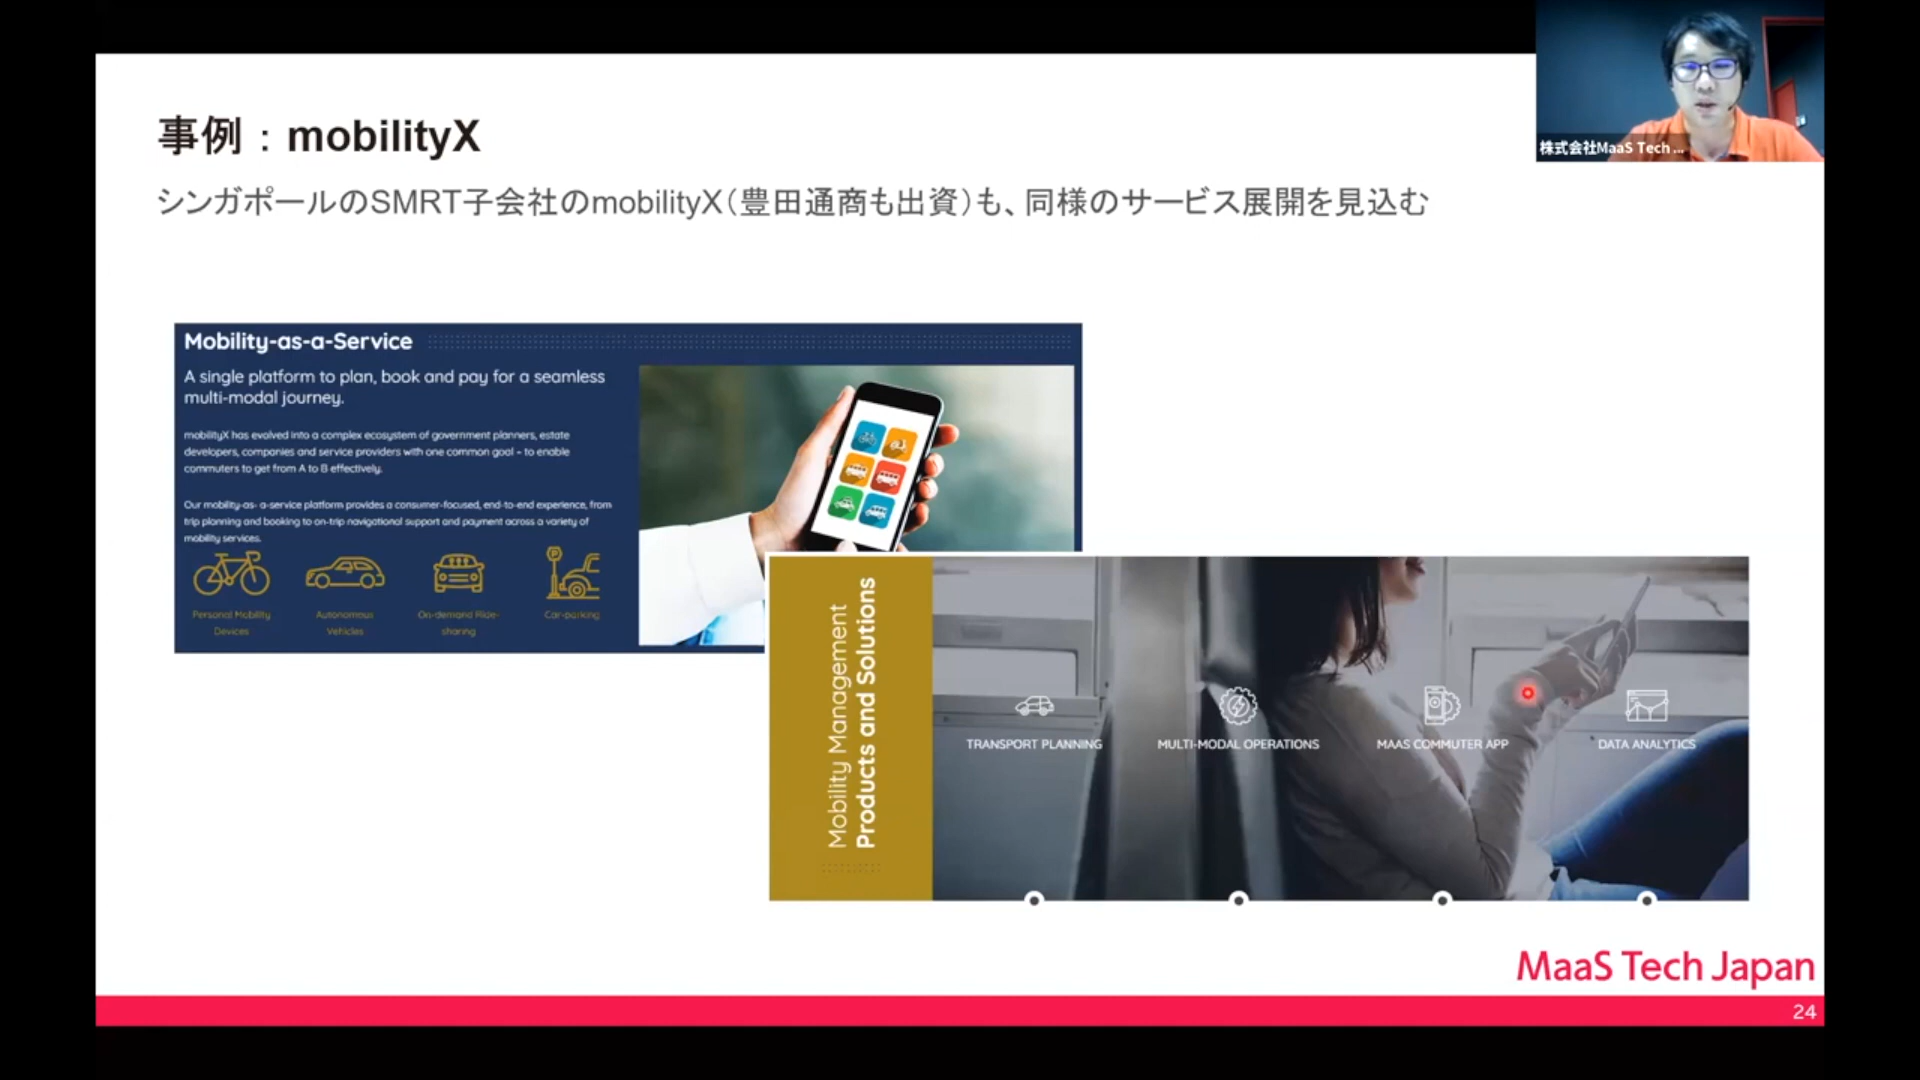 事例：mobilityX
株式会社MaaS Tech ...
シンガポールのSMRT子会社のmobilityX（豊田通商も出資）も、同様のサービス展開を見込む
Mobility-as-a-Service
A single platform to plan, book and pay for a seamless
multi-modal journey.
mobilityX has evolved into a complex ecosystem of government planners, estate
developers, companies and service providers with one common goal – to enable
commuters to get from A to B effectively.
Our mobility-as- a-service platform provides a consumer-focused, end-to-end experience, from
trip planning and booking to on-trip navigational support and payment across a variety of
mobility services.
Personal Mobility
Devices
Autonomous
Vehicles
On-demand Ride-
sharing
Car-parking
Mobility Management
Products and Solutions
TRANSPORT PLANNING
MULTI-MODAL OPERATIONS
MAAS COMMUTER APP
DATA ANALYTICS
MaaS Tech Japan
24